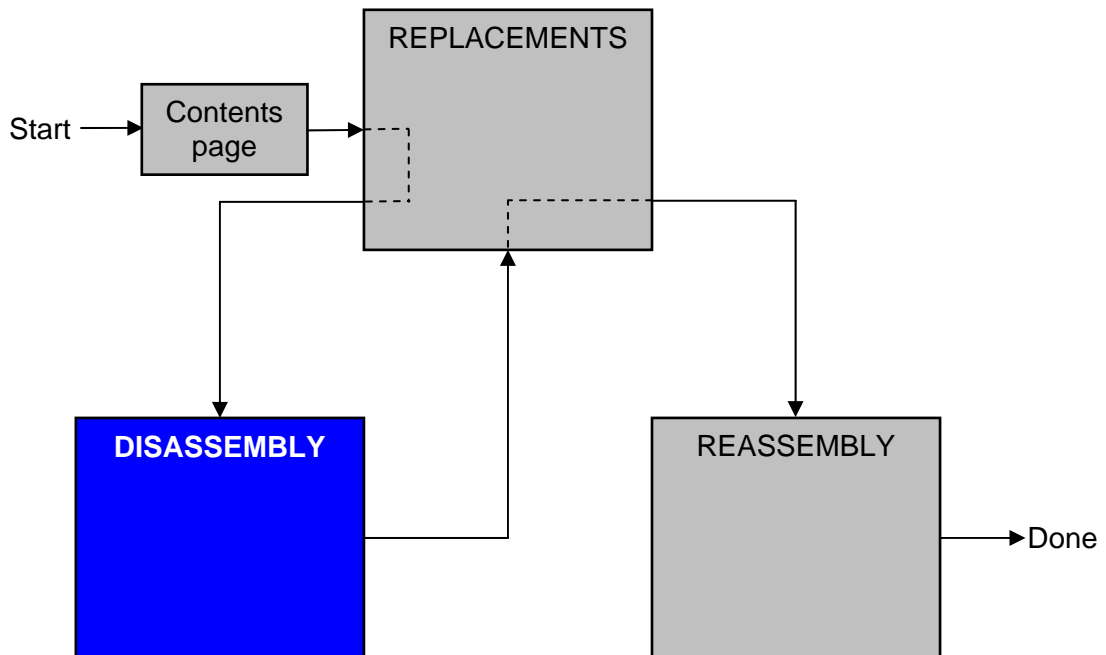 REPLACEMENTS
Start
Contents
page
DISASSEMBLY
REASSEMBLY
Done